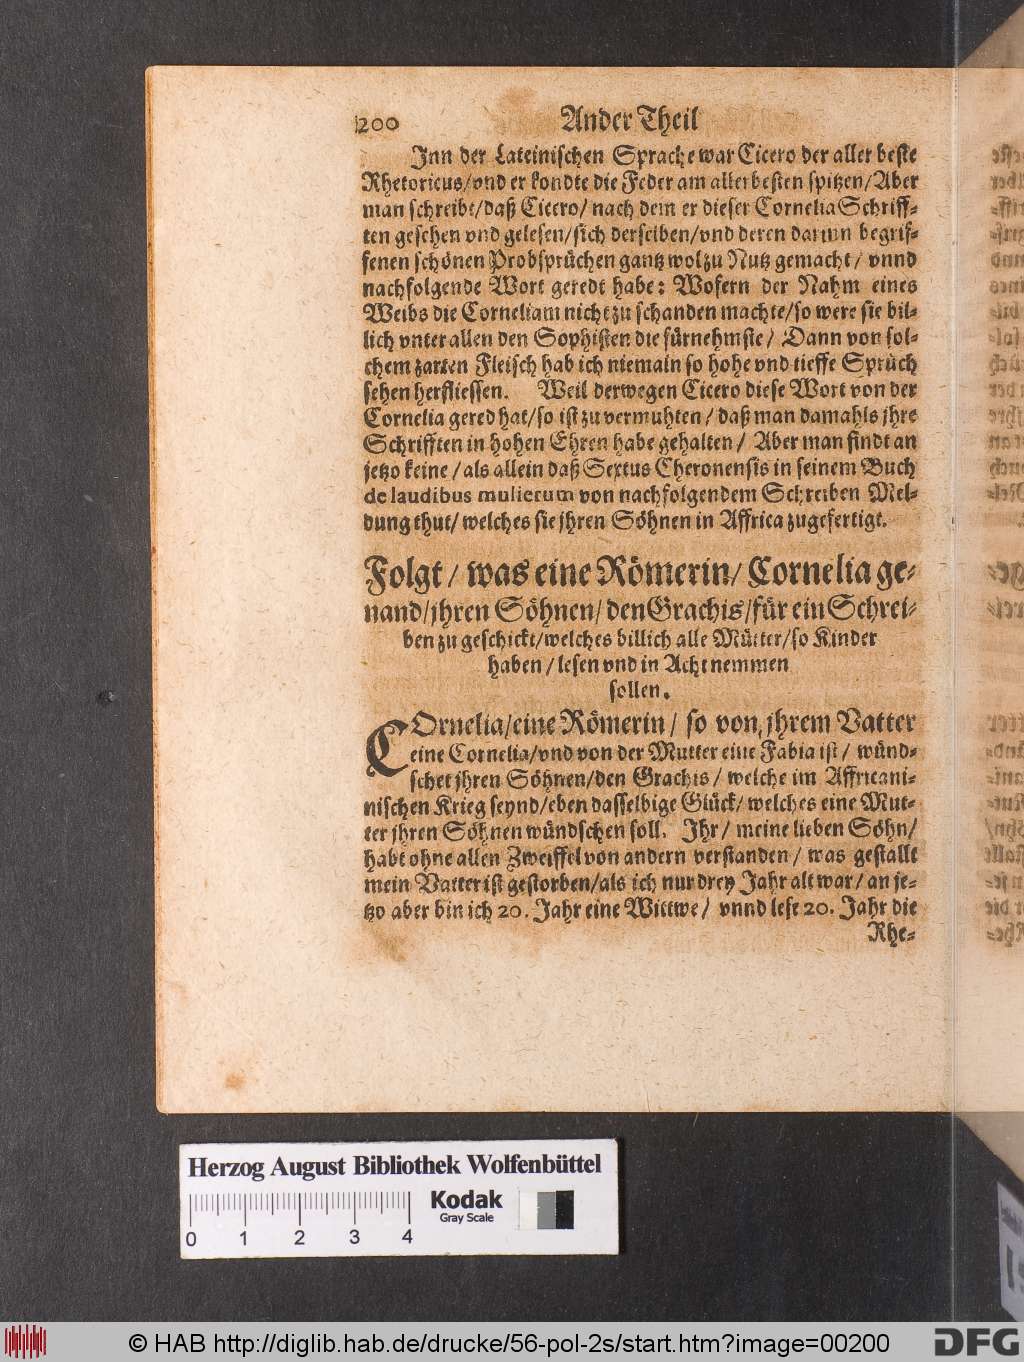 200 Ander Theil
Inn der Lateinischen Sprache war Cicero der aller beste
Rhetoricus/vnd er kondte die Feder am allerbesten spitzen/Aber
man schreibt/daß Cicero/nach dem er dieser Cornelia Schriff-
ten gesehen vnd gelesen/sich derselben/vnd deren darinn begrif-
fenen schönen Probsprüchen gantz wol zu Nutz gemacht/vnnd
nachfolgende Wort geredt habe: Wofern der Nahm eines
Weibs die Corneliam nicht zu schanden machte/so were sie bil-
lich vnter allen den Sophisten die fürnehmste/Dann von sol-
chem zarten Fleisch hab ich niemaln so hohe vnd tieffe Sprüch
sehen herfliessen. Weil derwegen Cicero diese Wort von der
Cornelia gered hat/so ist zu vermuhten/daß man damahls jhre
Schrifften in hohen Ehren habe gehalten/Aber man findt an
jetzo keine/als allein daß Sextus Cheronensis in seinem Buch
de laudibus mulierum von nachfolgendem Schreiben Mel-
dung thut/welches sie jhren Söhnen in Affrica zugefertigt.
Folgt/was eine Römerin/Cornelia ge-
nand/jhren Söhnen/den Grachis/für ein Schrei-
ben zu geschickt/welches billich alle Mütter/so Kinder
haben/lesen vnd in Acht nemmen
sollen.
COrnelia/eine Römerin/so von jhrem Vatter
eine Cornelia/vnd von der Mutter eine Fabia ist/wünd-
schet jhren Söhnen/den Grachis/welche im Affricani-
nischen Krieg seynd/eben dasselbige Glück/welches eine Mut-
ter jhren Söhnen wündschen soll. Ihr/meine lieben Söhn/
habt ohne allen Zweiffel von andern verstanden/was gestallt
mein Vatter ist gestorben/als ich nur drey Jahr alt war/an je-
tzo aber bin ich 20. Jahr eine Wittwe/vnnd lese 20. Jahr die
Rhe-
Herzog August Bibliothek Wolfenbüttel
Kodak
Gray Scale
0 1 2 3 4
© HAB http://diglib.hab.de/drucke/56-pol-2s/start.htm?image=00200
DFG